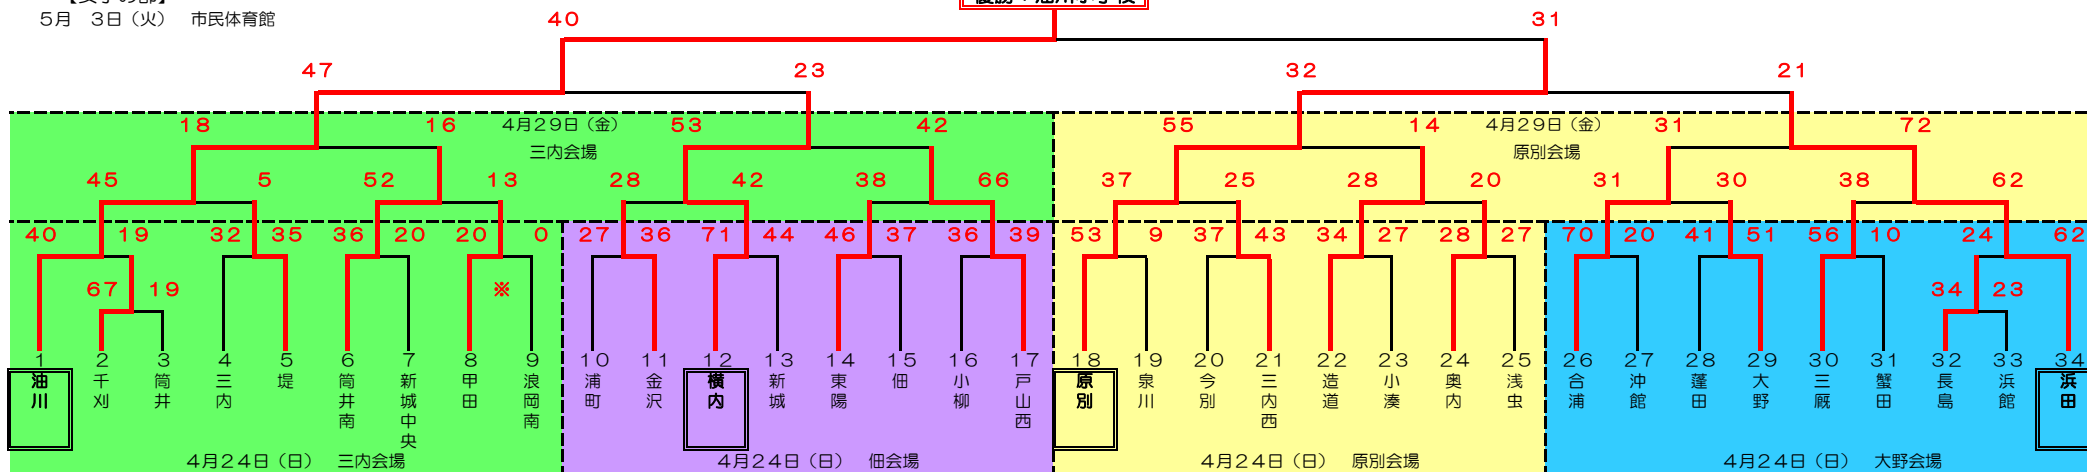 5月　3日（火）　市民体育館
40 31
47 23 32 21
18 16 4月29日（金） 53 42 55 14 4月29日（金） 31 72
三内会場 原別会場
45 5 52 13 28 42 38 66 37 25 28 20 31 30 38 62
40 19 32 35 36 20 20 0 27 36 71 44 46 37 36 39 53 9 37 43 34 27 28 27 70 20 41 51 56 10 24 62
67 19 ※ 34 23
1 2 3 4 5 6 7 8 9 10 11 12 13 14 15 16 17 18 19 20 21 22 23 24 25 26 27 28 29 30 31 32 33 34
油川
千刈
筒井
三内
堤
筒井南
新城中央
甲田
浪岡南
浦町
金沢
横内
新城
東陽
佃
小柳
戸山西
原別
泉川
今別
三内西
造道
小湊
奥内
浅虫
合浦
沖館
蓬田
大野
三厩
蟹田
長島
浜館
浜田
4月24日（日）　三内会場
4月24日（日）　佃会場
4月24日（日）　原別会場
4月24日（日）　大野会場